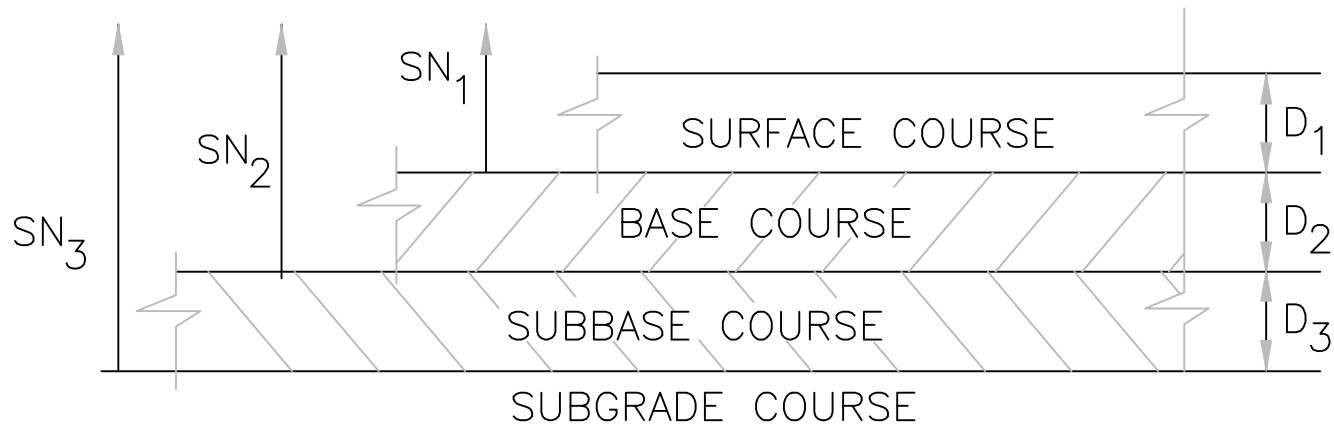 SN1
SURFACE COURSE
D1
SN2
BASE COURSE
D2
SN3
SUBBASE COURSE
D3
SUBGRADE COURSE